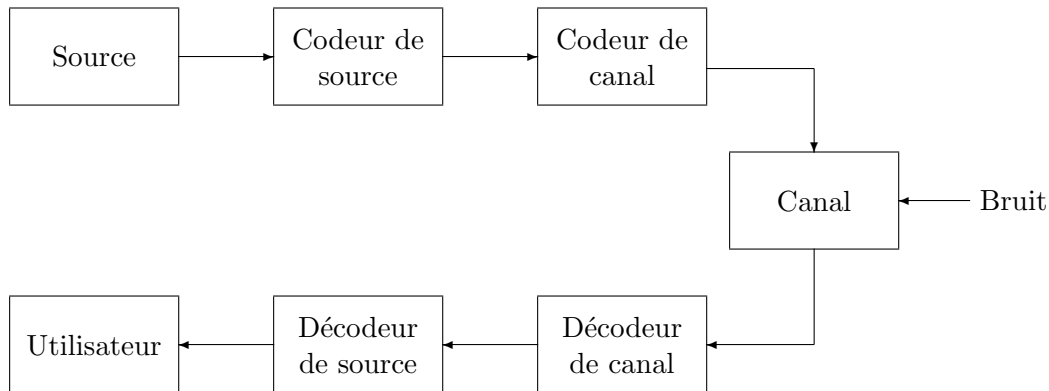 Source
Codeur de
source
Codeur de
canal
Canal
Bruit
Utilisateur
Décodeur
de source
Décodeur
de canal